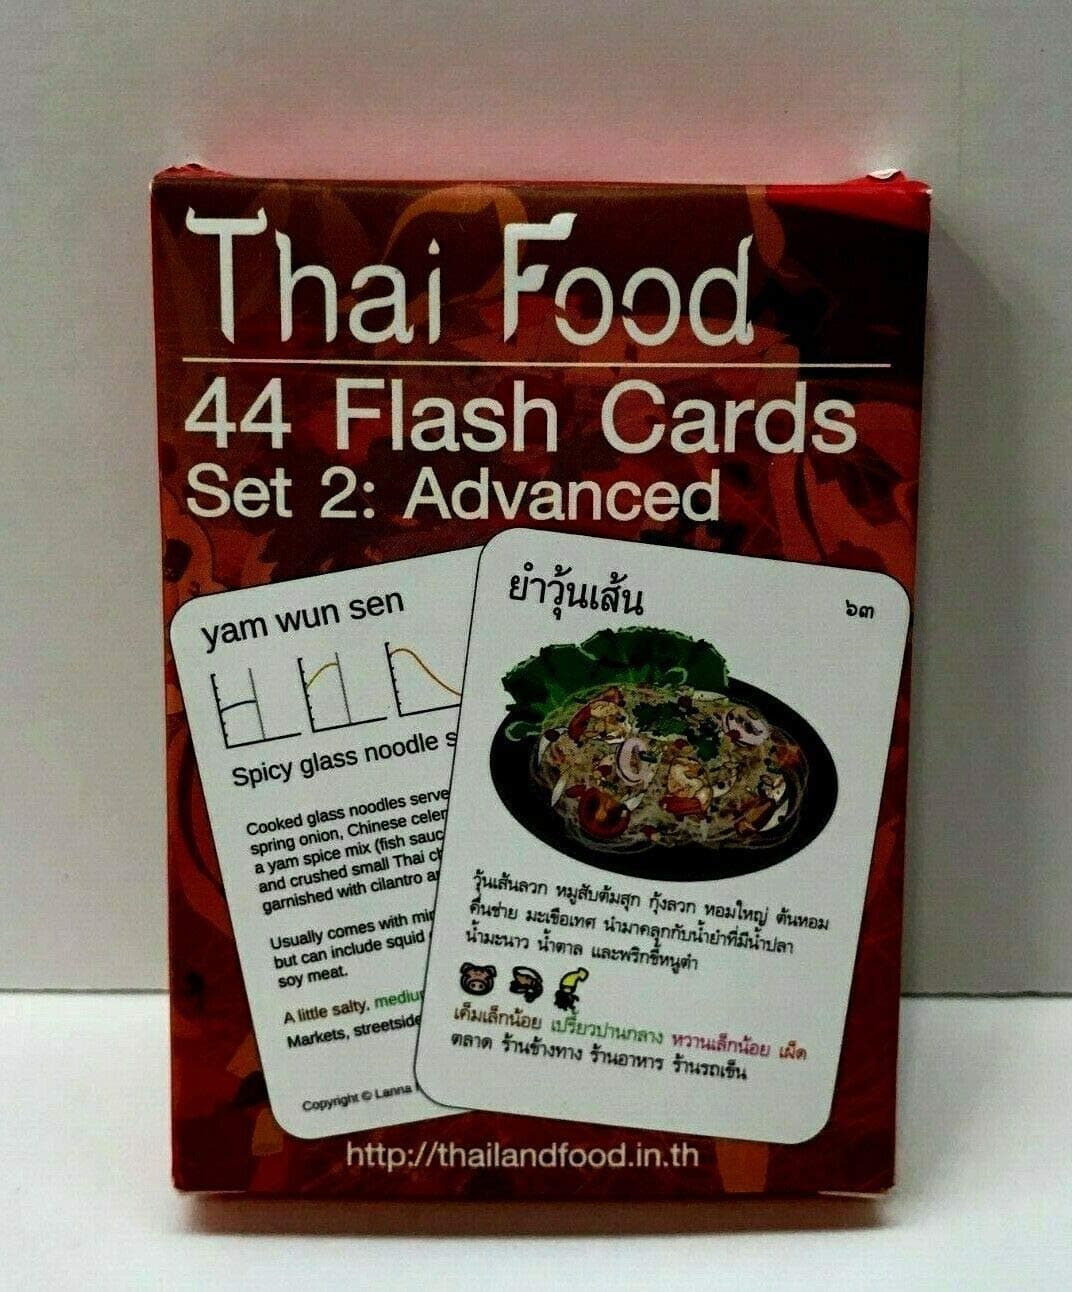 Thai Food
44 Flash Cards
Set 2: Advanced
yam wun sen
Spicy glass noodle s
Cooked glass noodles serve
spring onion, Chinese celer
a yam spice mix (fish sauc
and crushed small Thai ch
garnished with cilantro a
Usually comes with min
but can include squid
soy meat.
A little salty, mediu
Markets, streetside
Copyright © Lanna
ยำวุ้นเส้น
๖๓
วุ้นเส้นลวก หมูสับต้มสุก กุ้งลวก หอมใหญ่ ต้นหอม
คื่นช่าย มะเขือเทศ นำมาคลุกกับน้ำยำที่มีน้ำปลา
น้ำมะนาว น้ำตาล และพริกขี้หนูตำ
เค็มเล็กน้อย เปรี้ยวปานกลาง หวานเล็กน้อย เผ็ด
ตลาด ร้านข้างทาง ร้านอาหาร ร้านรถเข็น
http://thailandfood.in.th